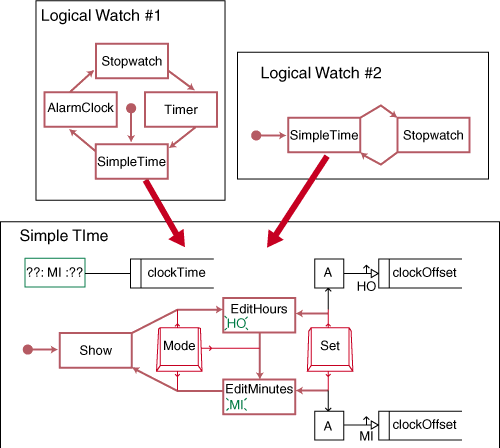 Logical Watch #1
Stopwatch
AlarmClock
Timer
SimpleTime
Logical Watch #2
SimpleTime
Stopwatch
Simple TIme
??: MI :??
clockTime
A
HO
clockOffset
EditHours
HO
Show
Mode
Set
EditMinutes
MI
A
MI
clockOffset